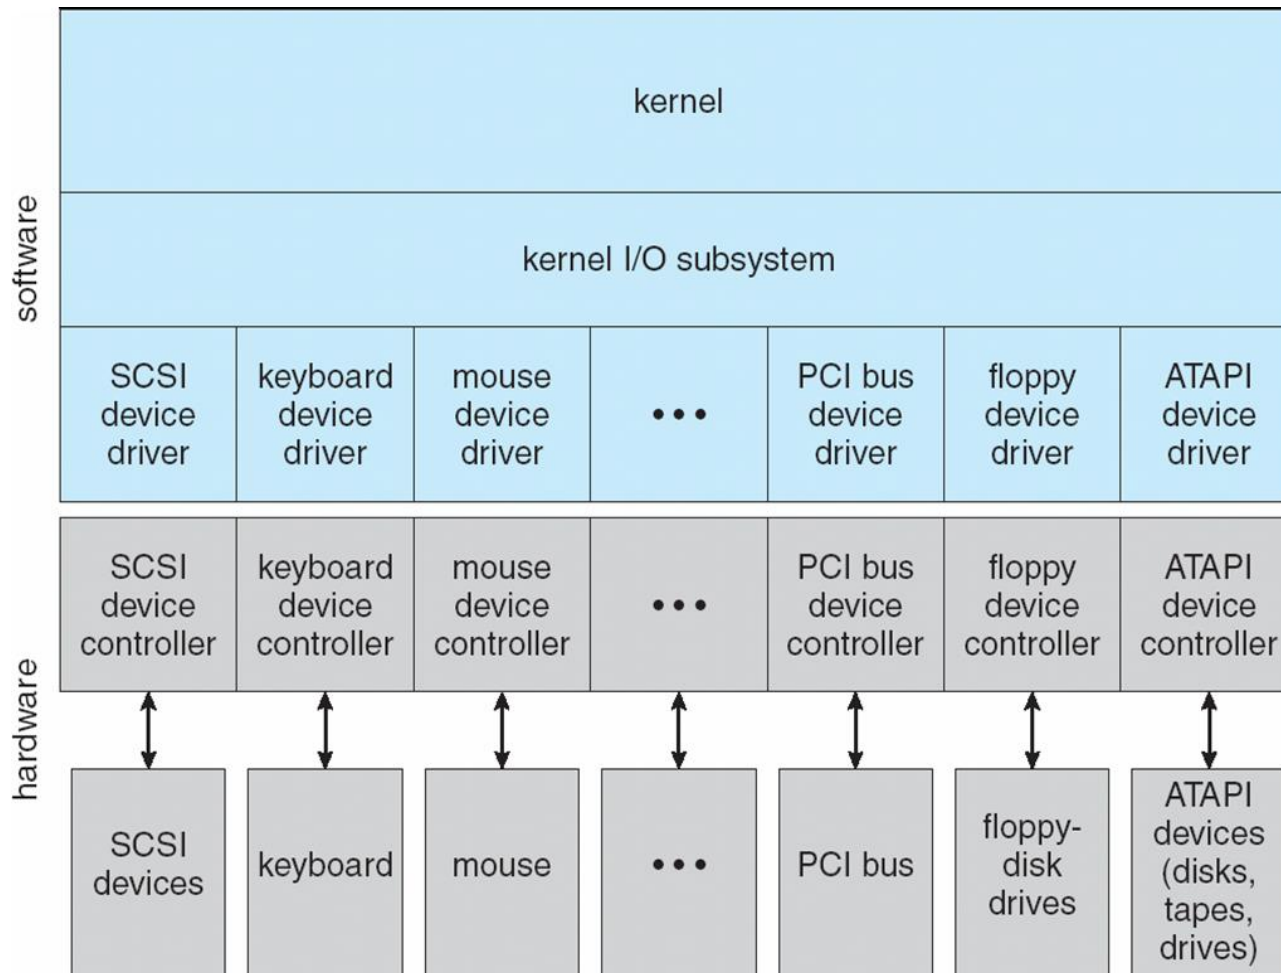 kernel
software
kernel I/O subsystem
SCSI
device
driver
keyboard
device
driver
mouse
device
driver
•••
PCI bus
device
driver
floppy
device
driver
ATAPI
device
driver
hardware
SCSI
device
controller
keyboard
device
controller
mouse
device
controller
•••
PCI bus
device
controller
floppy
device
controller
ATAPI
device
controller
SCSI
devices
keyboard
mouse
•••
PCI bus
floppy-
disk
drives
ATAPI
devices
(disks,
tapes,
drives)